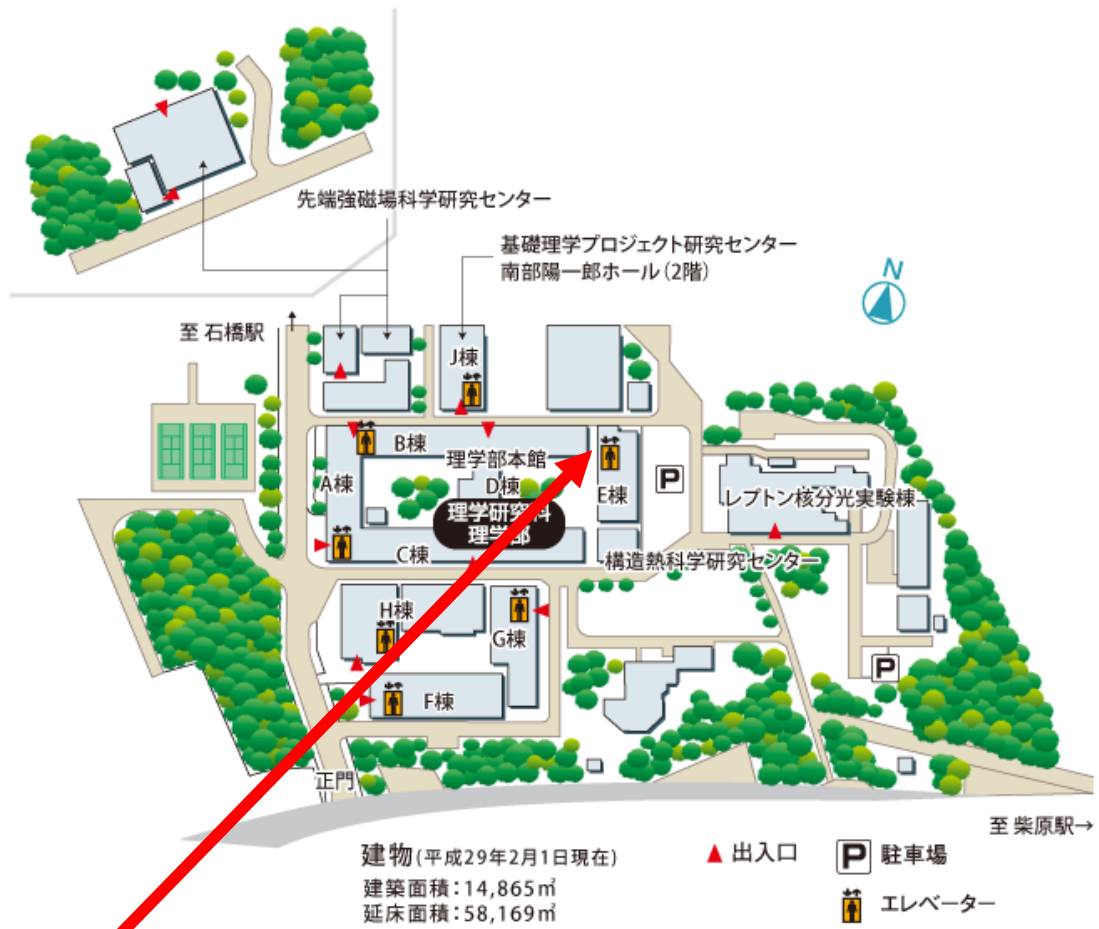 先端強磁場科学研究センター
基礎理学プロジェクト研究センター
南部陽一郎ホール(2階)
N
至 石橋駅
J棟
B棟
理学部本館
D棟
A棟
E棟
P
レプトン核分光実験棟
理学研究科
理学部
C棟
構造熱科学研究センター
H棟
G棟
P
F棟
正門
至 柴原駅→
建物(平成29年2月1日現在)
建築面積:14,865㎡
延床面積:58,169㎡
出入口
P 駐車場
エレベーター